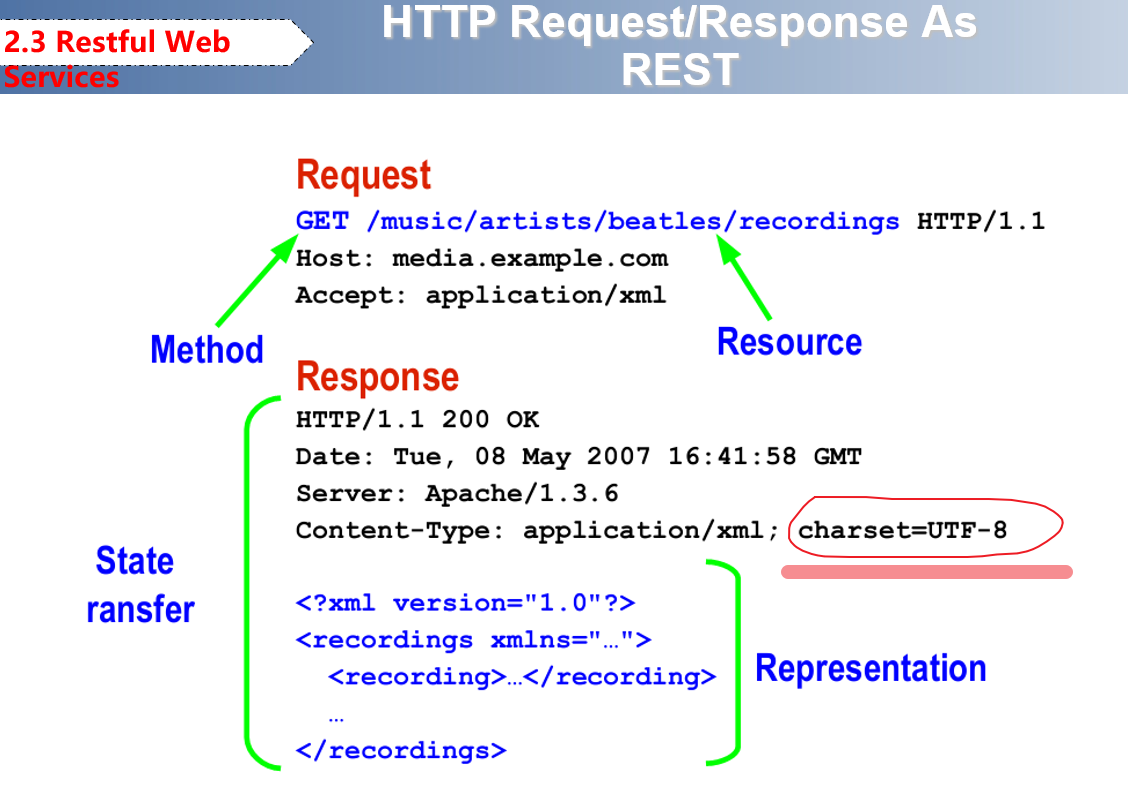 2.3 Restful Web
Services
HTTP Request/Response As
REST
Request
GET /music/artists/beatles/recordings HTTP/1.1
Host: media.example.com
Accept: application/xml
Method
Resource
Response
HTTP/1.1 200 OK
Date: Tue, 08 May 2007 16:41:58 GMT
Server: Apache/1.3.6
Content-Type: application/xml; charset=UTF-8
State
ransfer
<?xml version="1.0"?>
<recordings xmlns="…">
<recording>…</recording>
…
</recordings>
Representation